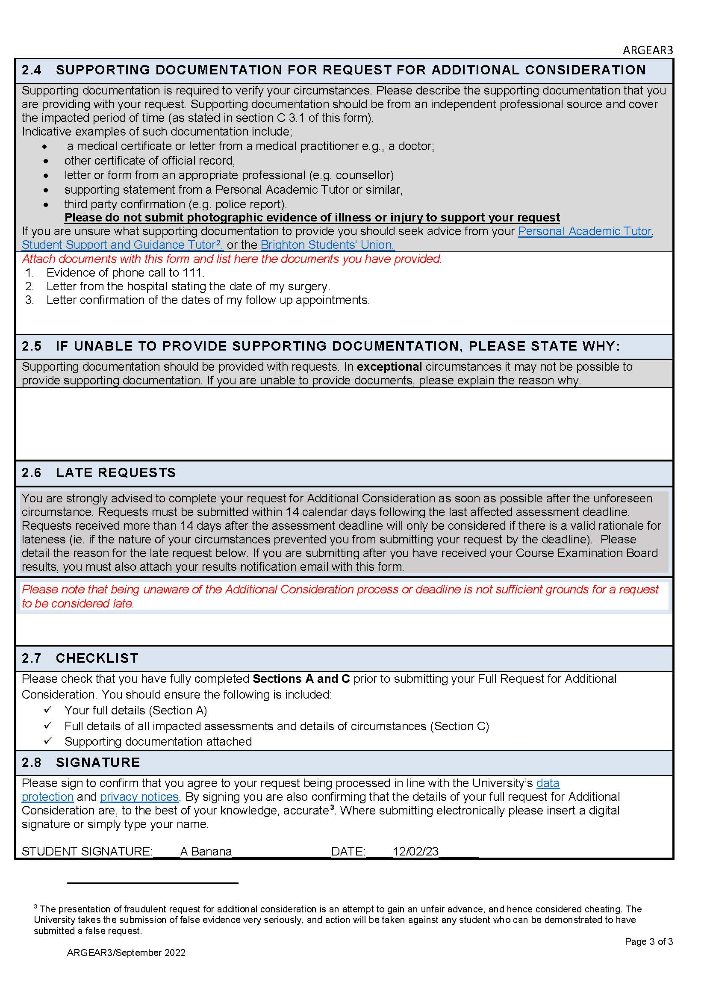 ARGEAR3
2.4 SUPPORTING DOCUMENTATION FOR REQUEST FOR ADDITIONAL CONSIDERATION
Supporting documentation is required to verify your circumstances. Please describe the supporting documentation that you
are providing with your request. Supporting documentation should be from an independent professional source and cover
the impacted period of time (as stated in section C 3.1 of this form).
Indicative examples of such documentation include;
• a medical certificate or letter from a medical practitioner e.g., a doctor;
• other certificate of official record,
• letter or form from an appropriate professional (e.g. counsellor)
• supporting statement from a Personal Academic Tutor or similar,
• third party confirmation (e.g. police report).
Please do not submit photographic evidence of illness or injury to support your request
If you are unsure what supporting documentation to provide you should seek advice from your Personal Academic Tutor,
Student Support and Guidance Tutor², or the Brighton Students' Union,
Attach documents with this form and list here the documents you have provided.
1. Evidence of phone call to 111.
2. Letter from the hospital stating the date of my surgery.
3. Letter confirmation of the dates of my follow up appointments.
2.5 IF UNABLE TO PROVIDE SUPPORTING DOCUMENTATION, PLEASE STATE WHY:
Supporting documentation should be provided with requests. In exceptional circumstances it may not be possible to
provide supporting documentation. If you are unable to provide documents, please explain the reason why.
2.6 LATE REQUESTS
You are strongly advised to complete your request for Additional Consideration as soon as possible after the unforeseen
circumstance. Requests must be submitted within 14 calendar days following the last affected assessment deadline.
Requests received more than 14 days after the assessment deadline will only be considered if there is a valid rationale for
lateness (ie. if the nature of your circumstances prevented you from submitting your request by the deadline). Please
detail the reason for the late request below. If you are submitting after you have received your Course Examination Board
results, you must also attach your results notification email with this form.
Please note that being unaware of the Additional Consideration process or deadline is not sufficient grounds for a request
to be considered late.
2.7 CHECKLIST
Please check that you have fully completed Sections A and C prior to submitting your Full Request for Additional
Consideration. You should ensure the following is included:
✓ Your full details (Section A)
✓ Full details of all impacted assessments and details of circumstances (Section C)
✓ Supporting documentation attached
2.8 SIGNATURE
Please sign to confirm that you agree to your request being processed in line with the University’s data
protection and privacy notices. By signing you are also confirming that the details of your full request for Additional
Consideration are, to the best of your knowledge, accurate³. Where submitting electronically please insert a digital
signature or simply type your name.
STUDENT SIGNATURE:____A Banana_______________DATE:____12/02/23______
³ The presentation of fraudulent request for additional consideration is an attempt to gain an unfair advance, and hence considered cheating. The
University takes the submission of false evidence very seriously, and action will be taken against any student who can be demonstrated to have
submitted a false request.
Page 3 of 3
ARGEAR3/September 2022